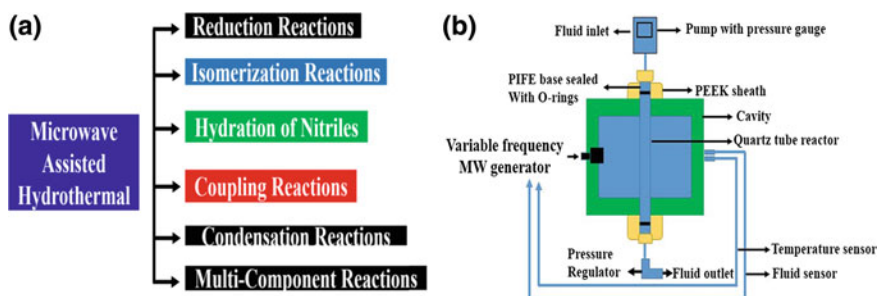 (a)
Reduction Reactions
Isomerization Reactions
Hydration of Nitriles
Coupling Reactions
Condensation Reactions
Multi-Component Reactions
Microwave
Assisted
Hydrothermal
(b)
Fluid inlet
Pump with pressure gauge
PIFE base sealed
With O-rings
PEEK sheath
Cavity
Quartz tube reactor
Variable frequency
MW generator
Pressure
Regulator
Fluid outlet
Temperature sensor
Fluid sensor